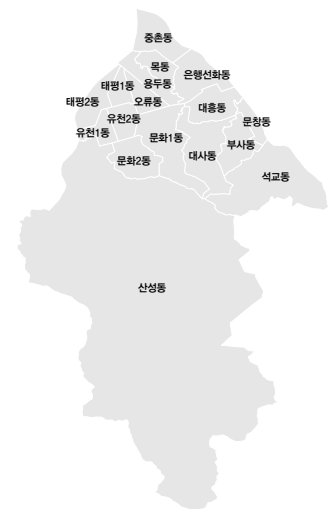 중촌동
목동
은행선화동
태평1동
용두동
태평2동
오류동
대흥동
유천2동
문창동
유천1동
문화1동
부사동
문화2동
대사동
석교동
산성동